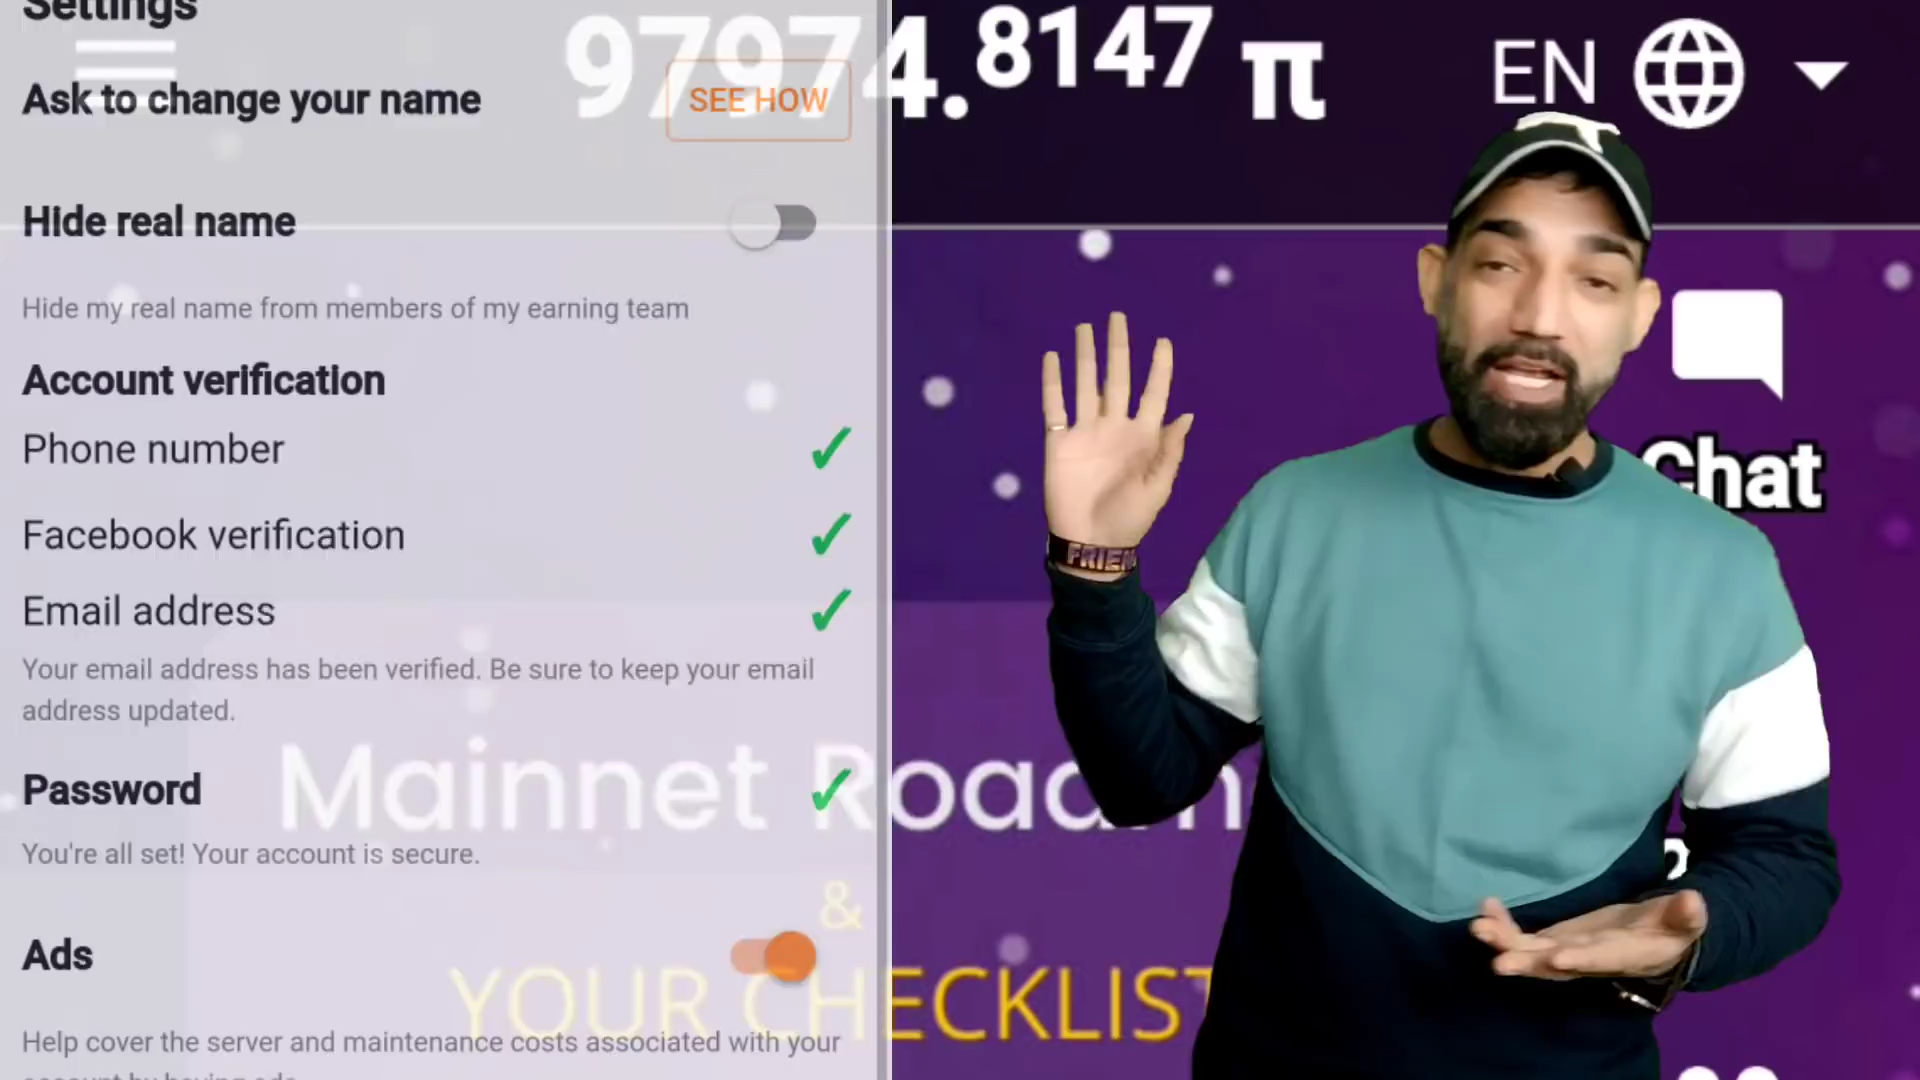 Settings
97974.8147 π
EN
Ask to change your name
SEE HOW
Hide real name
Hide my real name from members of my earning team
Account verification
Phone number
Chat
Facebook verification
FRIEN
Email address
Your email address has been verified. Be sure to keep your email
address updated.
Mainnet
Password
You're all set! Your account is secure.
&
Ads
YOUR CHECKLIST
Help cover the server and maintenance costs associated with your